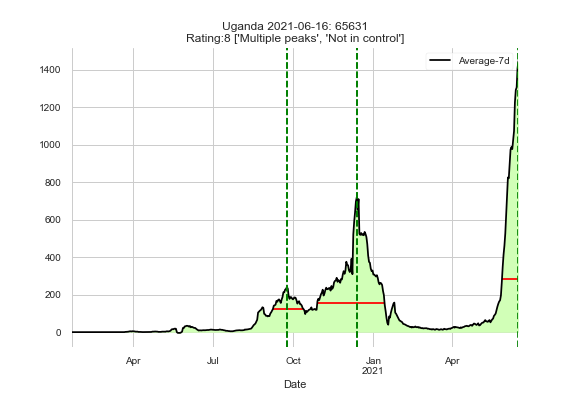 Uganda 2021-06-16: 65631
Rating:8 ['Multiple peaks', 'Not in control']
Average-7d
1400
1200
1000
800
600
400
200
0
Apr
Jul
Oct
Jan
2021
Apr
Date